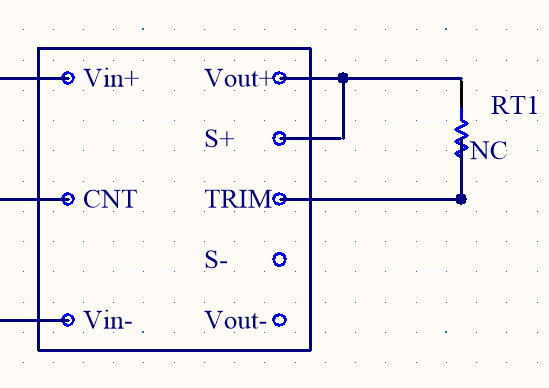 Vin+ Vout+
RT1
S+
NC
CNT TRIM
S-
Vin- Vout-